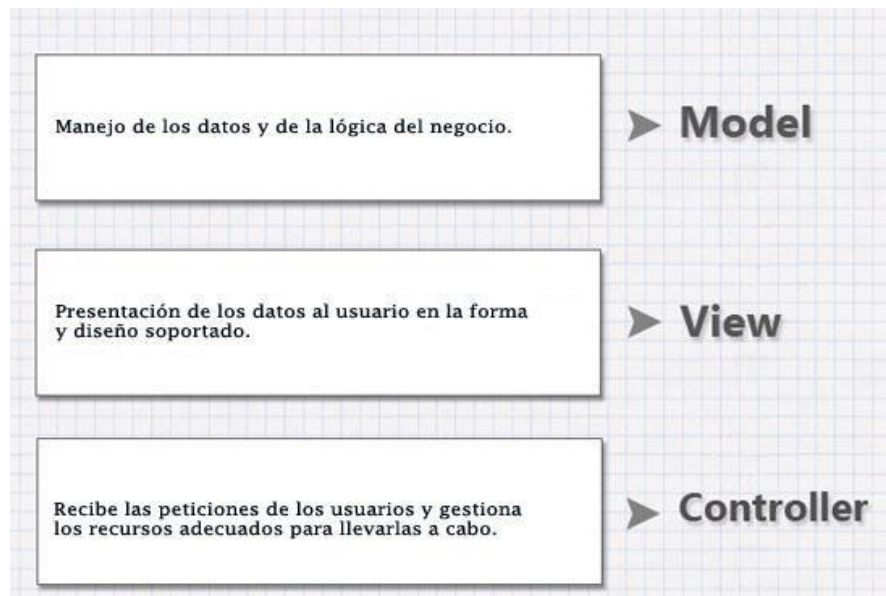 Manejo de los datos y de la lógica del negocio.
Model
Presentación de los datos al usuario en la forma
y diseño soportado.
View
Recibe las peticiones de los usuarios y gestiona
los recursos adecuados para llevarlas a cabo.
Controller